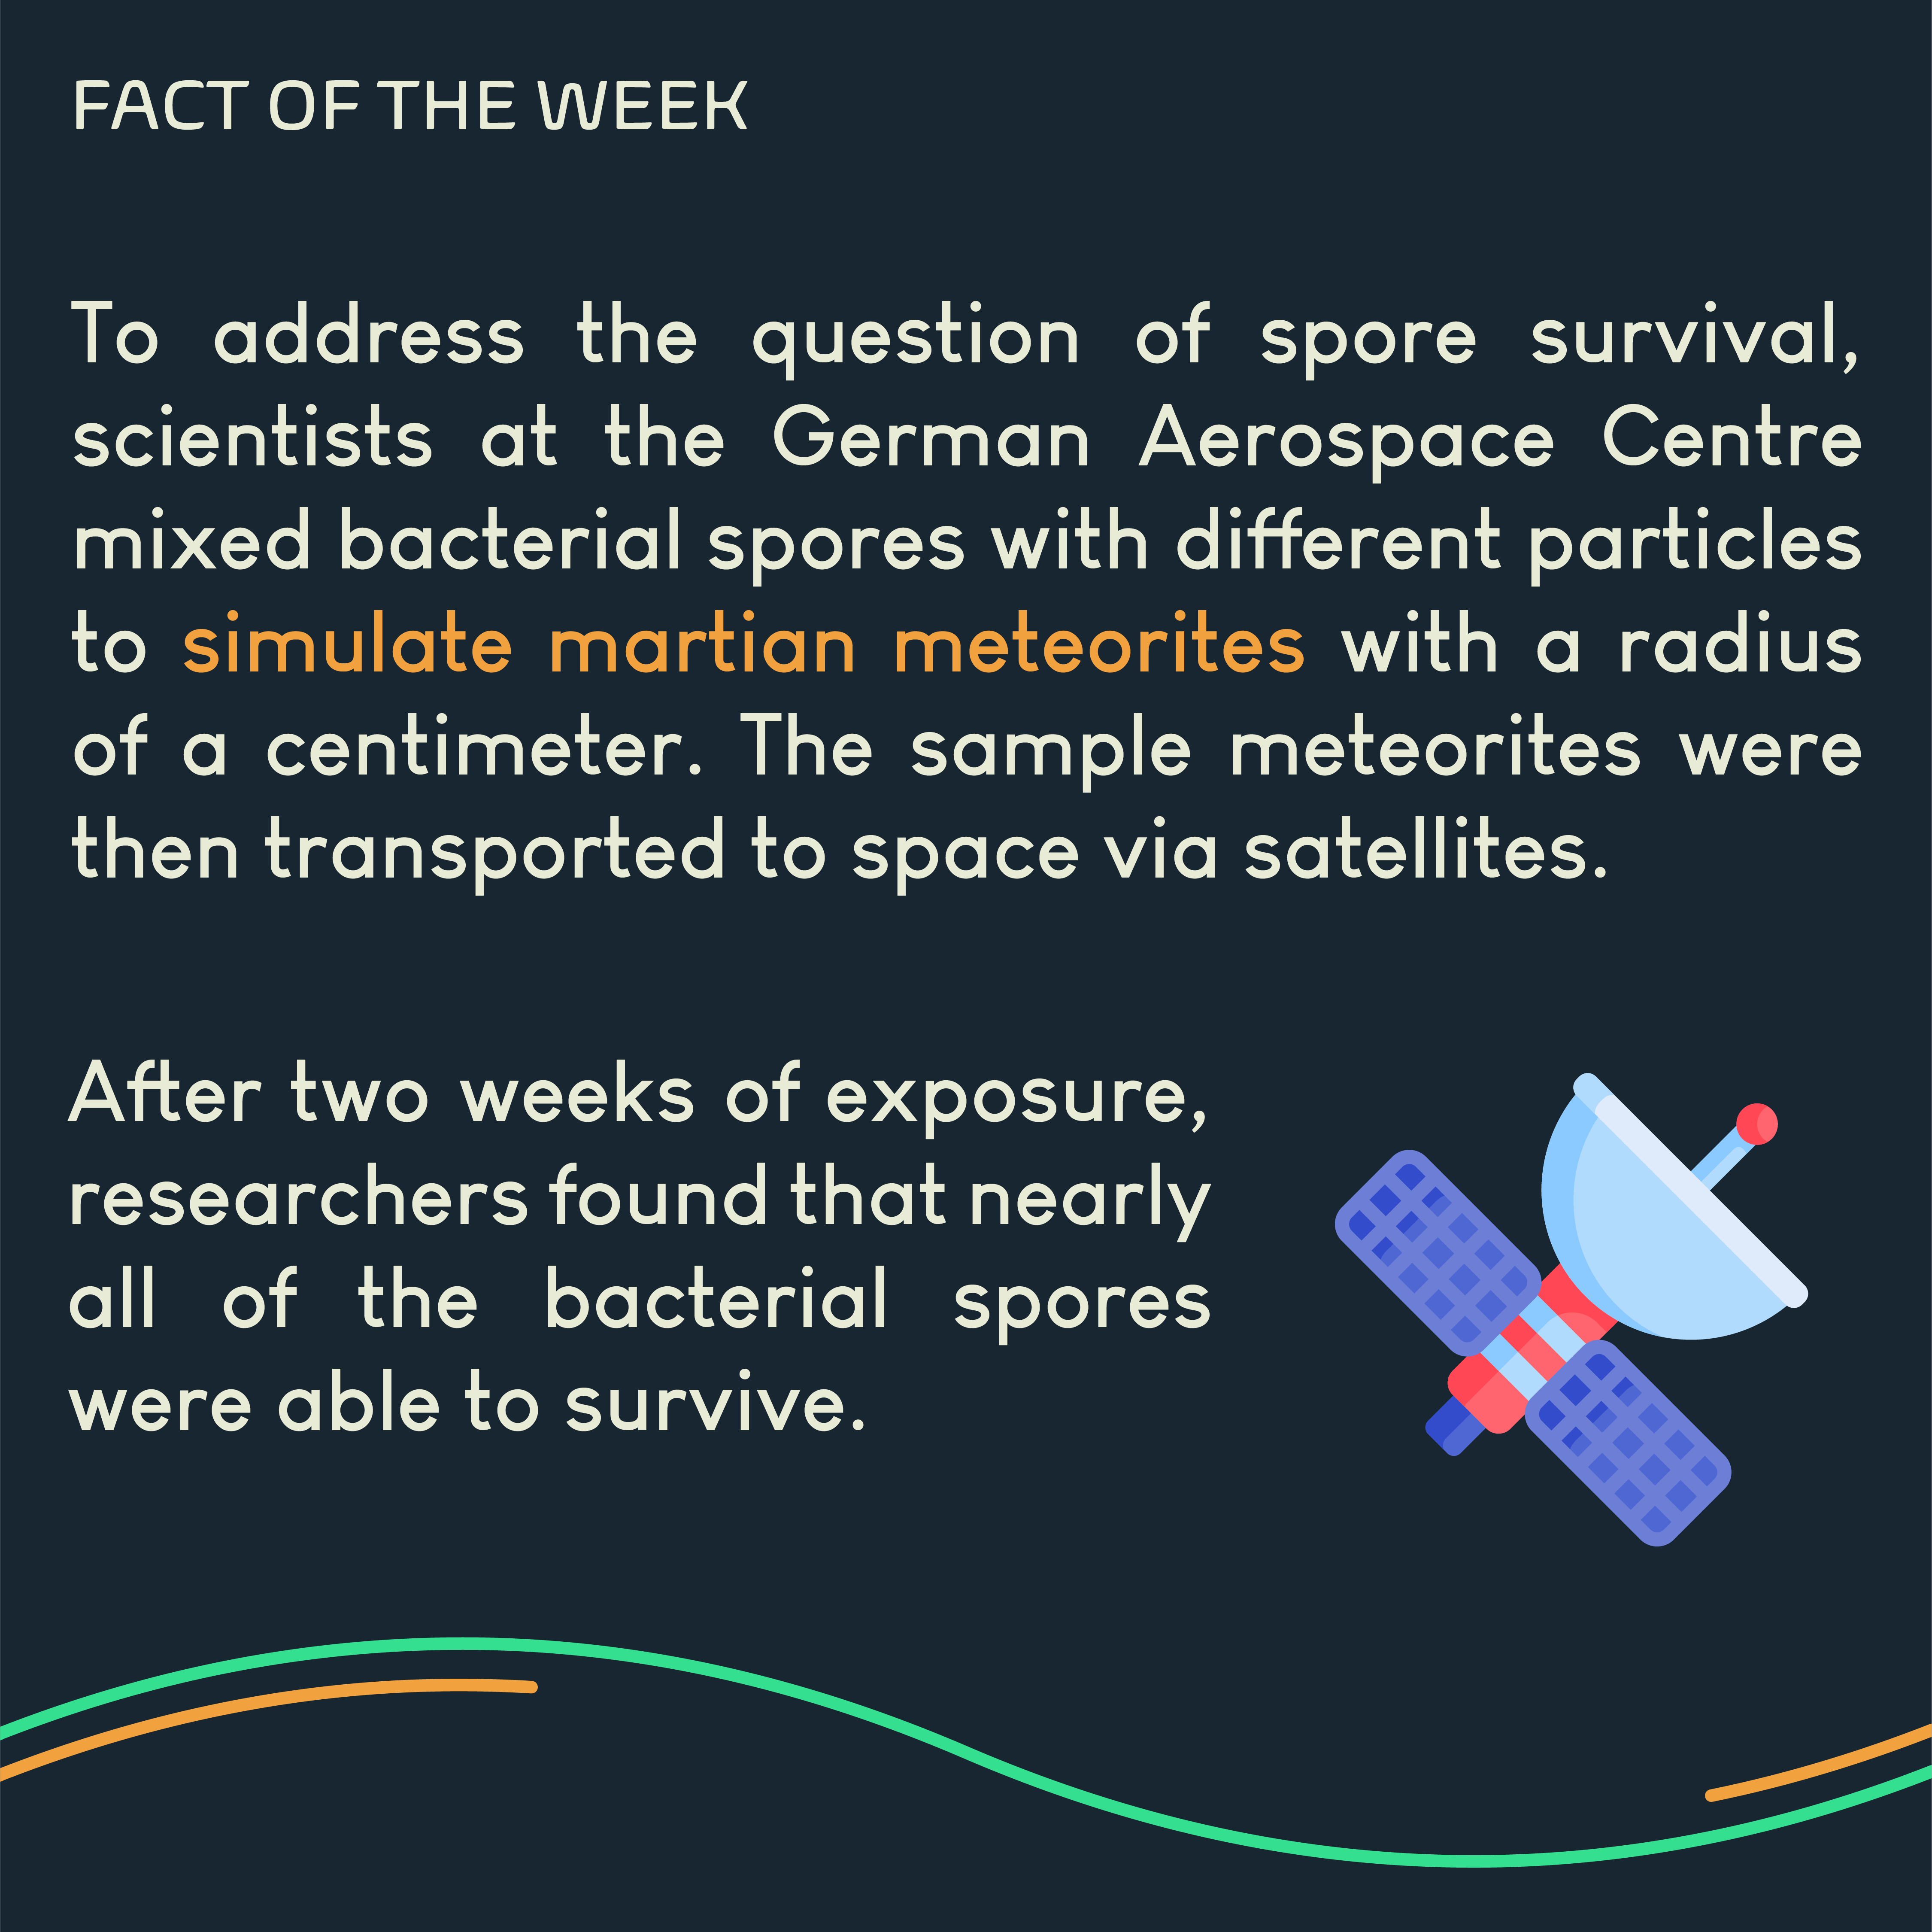 FACT OF THE WEEK
To address the question of spore survival,
scientists at the German Aerospace Centre
mixed bacterial spores with different particles
to simulate martian meteorites with a radius
of a centimeter. The sample meteorites were
then transported to space via satellites.
After two weeks of exposure,
researchers found that nearly
all of the bacterial spores
were able to survive.